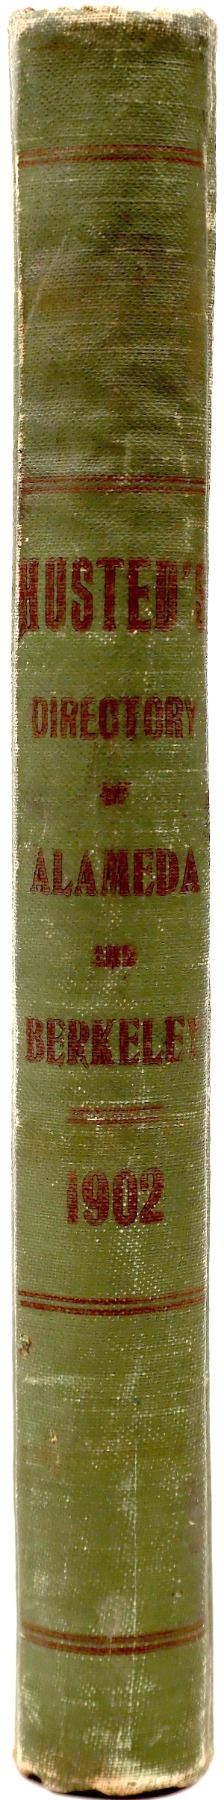 HUSTED'S
DIRECTORY
OF
ALAMEDA
AND
BERKELEY
1902